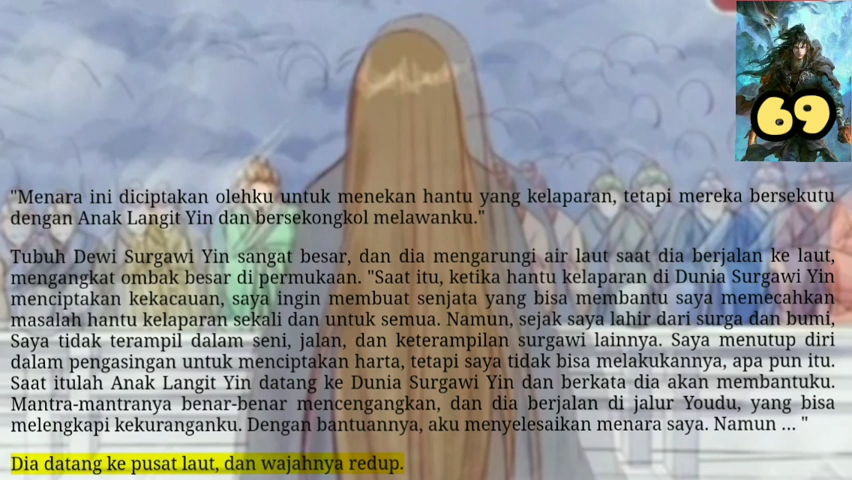 69
"Menara ini diciptakan olehku untuk menekan hantu yang kelaparan, tetapi mereka bersekutu
dengan Anak Langit Yin dan bersekongkol melawanku."
Tubuh Dewi Surgawi Yin sangat besar, dan dia mengarungi air laut saat dia berjalan ke laut,
mengangkat ombak besar di permukaan. "Saat itu, ketika hantu kelaparan di Dunia Surgawi Yin
menciptakan kekacauan, saya ingin membuat senjata yang bisa membantu saya memecahkan
masalah hantu kelaparan sekali dan untuk semua. Namun, sejak saya lahir dari surga dan bumi,
Saya tidak terampil dalam seni, jalan, dan keterampilan surgawi lainnya. Saya menutup diri
dalam pengasingan untuk menciptakan harta, tetapi saya tidak bisa melakukannya, apa pun itu.
Saat itulah Anak Langit Yin datang ke Dunia Surgawi Yin dan berkata dia akan membantuku.
Mantra-mantranya benar-benar mencengangkan, dan dia berjalan di jalur Youdu, yang bisa
melengkapi kekuranganku. Dengan bantuannya, aku menyelesaikan menara saya. Namun ... "
Dia datang ke pusat laut, dan wajahnya redup.